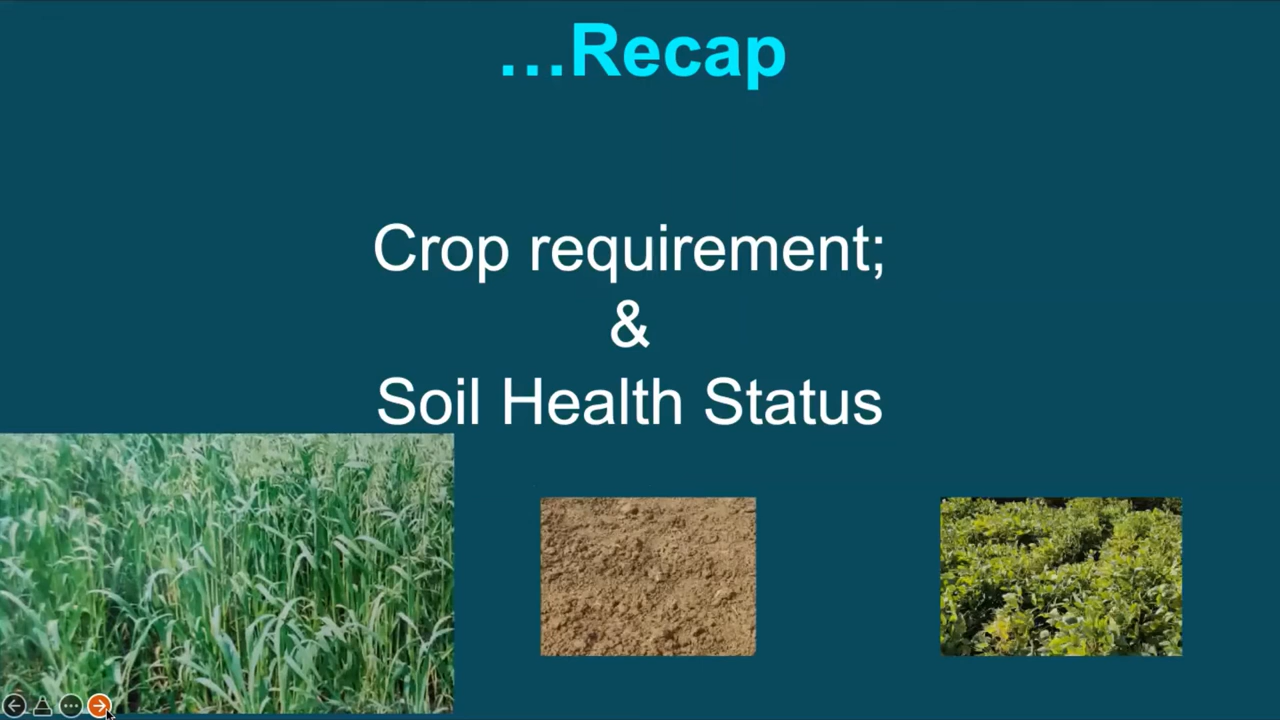 ...Recap
Crop requirement;
&
Soil Health Status